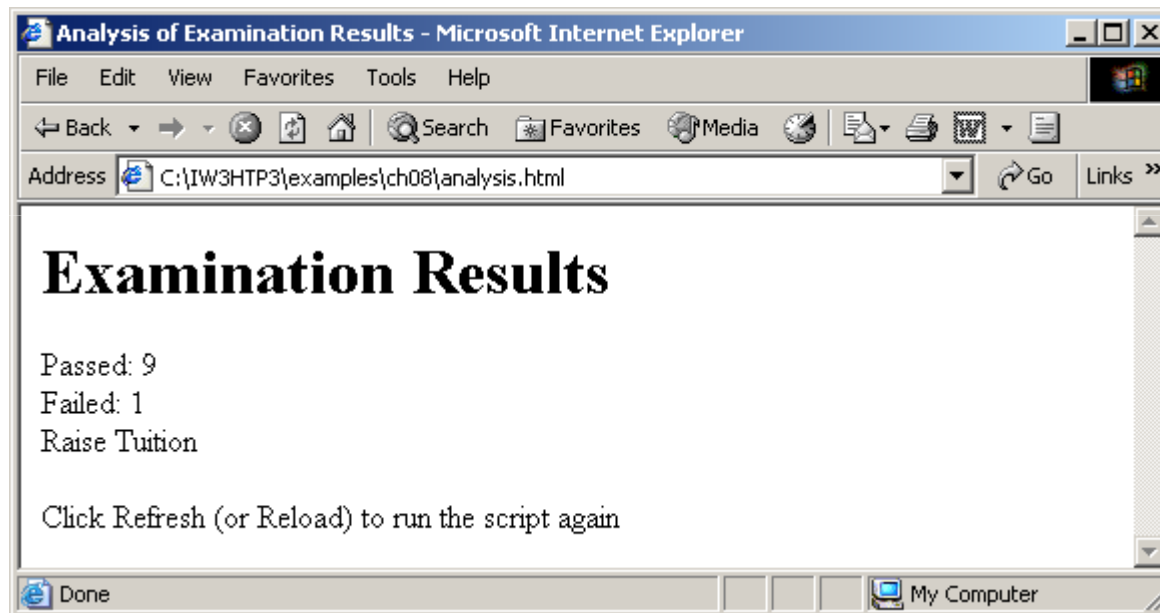 Analysis of Examination Results - Microsoft Internet Explorer
File Edit View Favorites Tools Help
Back Search Favorites Media
Address C:\IW3HTP3\examples\ch08\analysis.html Go Links »
Examination Results
Passed: 9
Failed: 1
Raise Tuition
Click Refresh (or Reload) to run the script again
Done My Computer